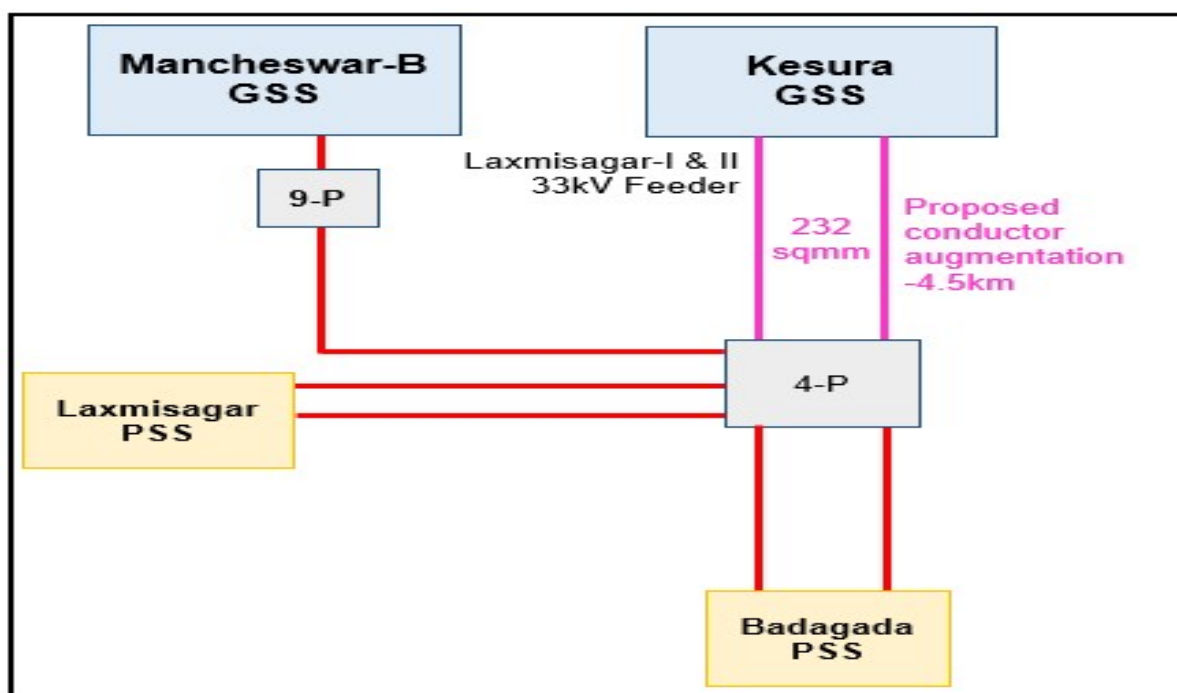 Mancheswar-B
GSS
Kesura
GSS
Laxmisagar-I & II
33kV Feeder
9-P
232
sqmm
Proposed
conductor
augmentation
-4.5km
4-P
Laxmisagar
PSS
Badagada
PSS